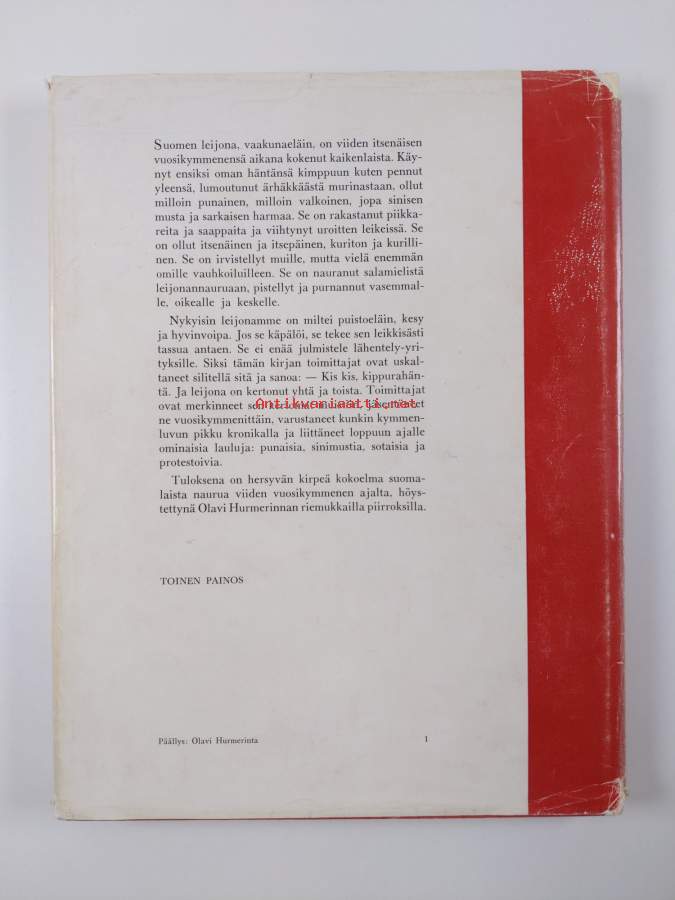 Suomen leijona, vaakunaeläin, on viiden itsenäisen
vuosikymmenensä aikana kokenut kaikenlaista. Käy-
nyt ensiksi oman häntänsä kimppuun kuten pennut
yleensä, lumoutunut ärhäkkäästä murinastaan, ollut
milloin punainen, milloin valkoinen, jopa sinisen
musta ja sarkaisen harmaa. Se on rakastanut piikka-
reita ja saappaita ja viihtynyt uroitten leikeissä. Se
on ollut itsenäinen ja itsepäinen, kuriton ja kurilli-
nen. Se on irvistellyt muille, mutta vielä enemmän
omille vauhkoiluilleen. Se on nauranut salamielistä
leijonannauruaan, pistellyt ja purnannut vasemmal-
le, oikealle ja keskelle.
Nykyisin leijonamme on miltei puistoeläin, kesy
ja hyvinvoipa. Jos se käpälöi, se tekee sen leikkisästi
tassua antaen. Se ei enää julmistele lähentely-yri-
tyksille. Siksi tämän kirjan toimittajat ovat uskal-
taneet silitellä sitä ja sanoa: — Kis kis, kippurahän-
tä. Ja leijona on kertonut yhtä ja toista. Toimittajat
ovat merkinneet sen
Antikvariaatti.net
ne vuosikymmenittäin, varustaneet kunkin kymmen-
luvun pikku kronikalla ja liittäneet loppuun ajalle
ominaisia lauluja: punaisia, sinimustia, sotaisia ja
protestoivia.
Tuloksena on hersyvän kirpeä kokoelma suoma-
laista naurua viiden vuosikymmenen ajalta, höys-
tettynä Olavi Hurmerinnan riemukkailla piirroksilla.
TOINEN PAINOS
Päällys: Olavi Hurmerinta 1